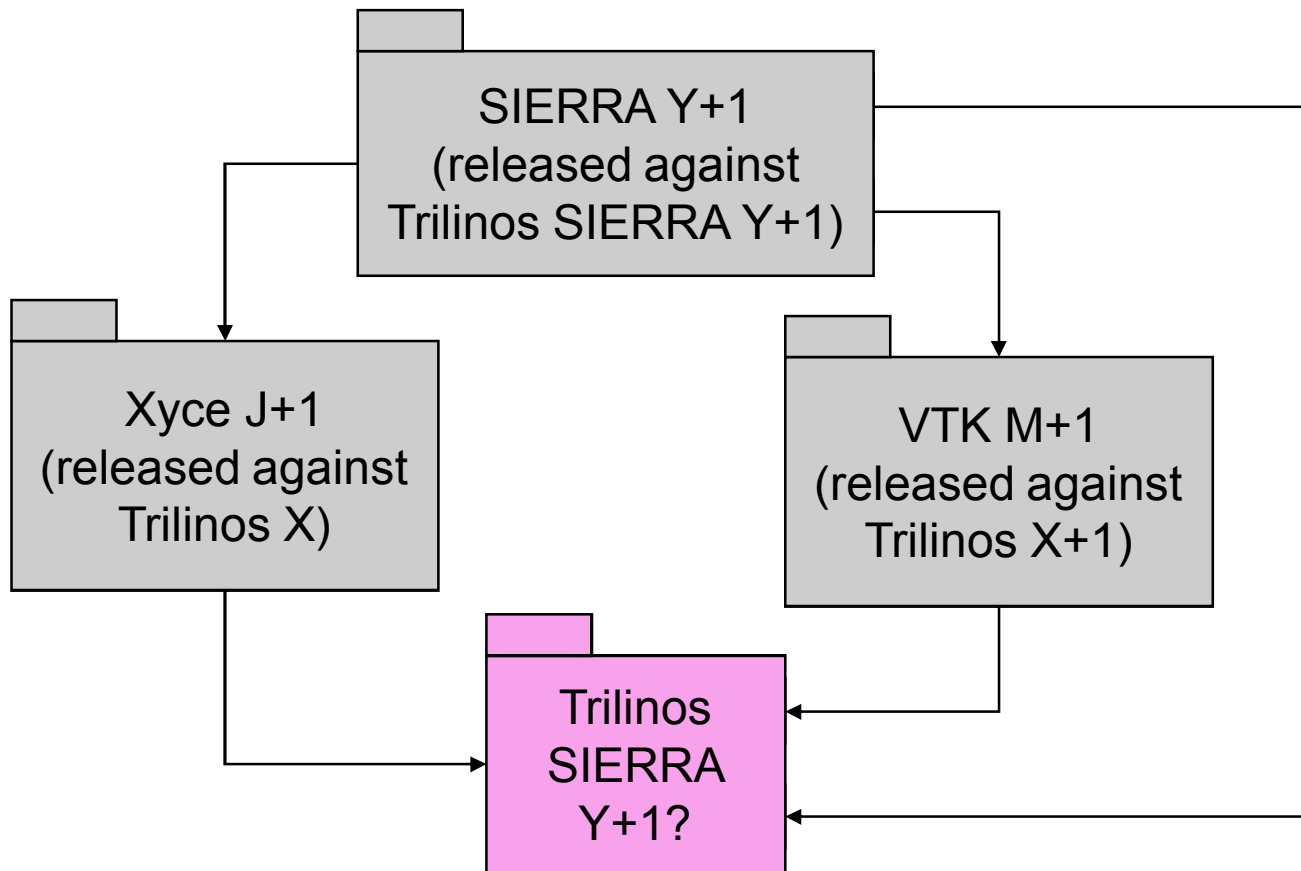 SIERRA Y+1
(released against
Trilinos SIERRA Y+1)
Xyce J+1
(released against
Trilinos X)
VTK M+1
(released against
Trilinos X+1)
Trilinos
SIERRA
Y+1?